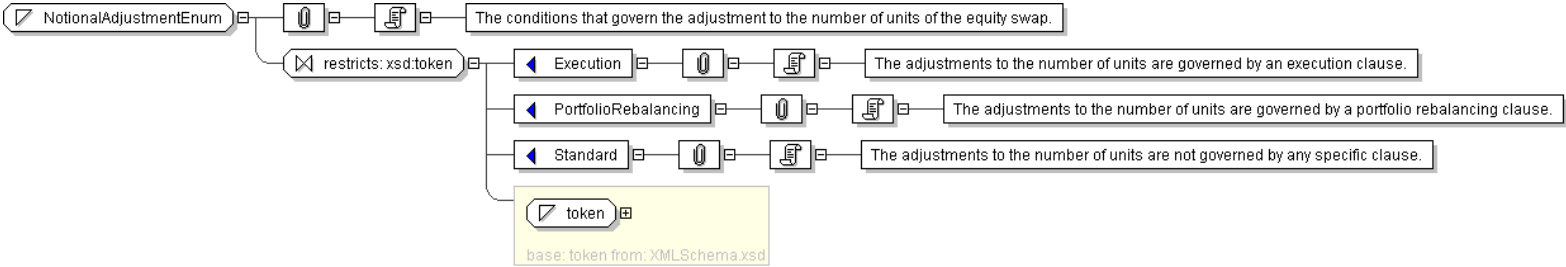 NotionalAdjustmentEnum
The conditions that govern the adjustment to the number of units of the equity swap.
restricts: xsd:token
Execution
The adjustments to the number of units are governed by an execution clause.
PortfolioRebalancing
The adjustments to the number of units are governed by a portfolio rebalancing clause.
Standard
The adjustments to the number of units are not governed by any specific clause.
token
base: token from: XMLSchema.xsd